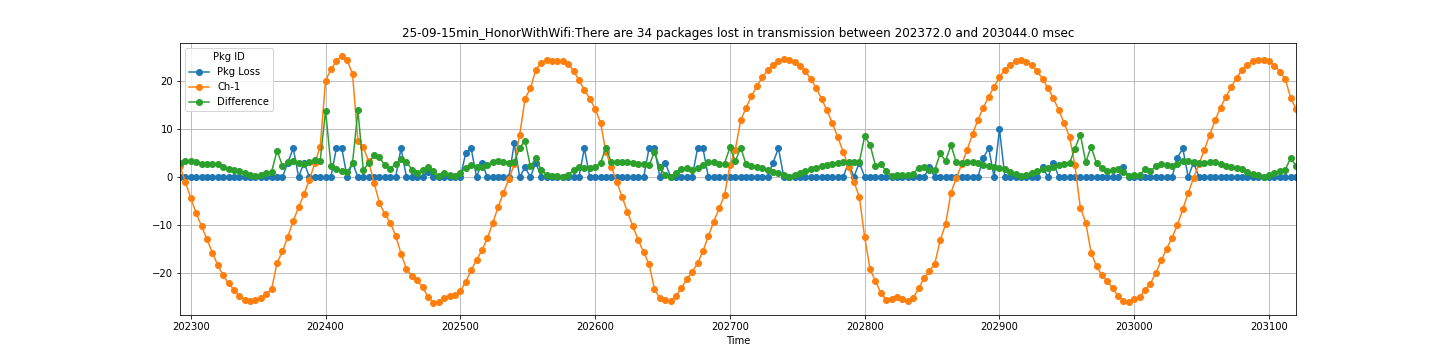 25-09-15min_HonorWithWifi:There are 34 packages lost in transmission between 202372.0 and 203044.0 msec
Pkg ID
Pkg Loss
Ch-1
Difference
20
10
0
−10
−20
202300 202400 202500 202600 202700 202800 202900 203000 203100
Time